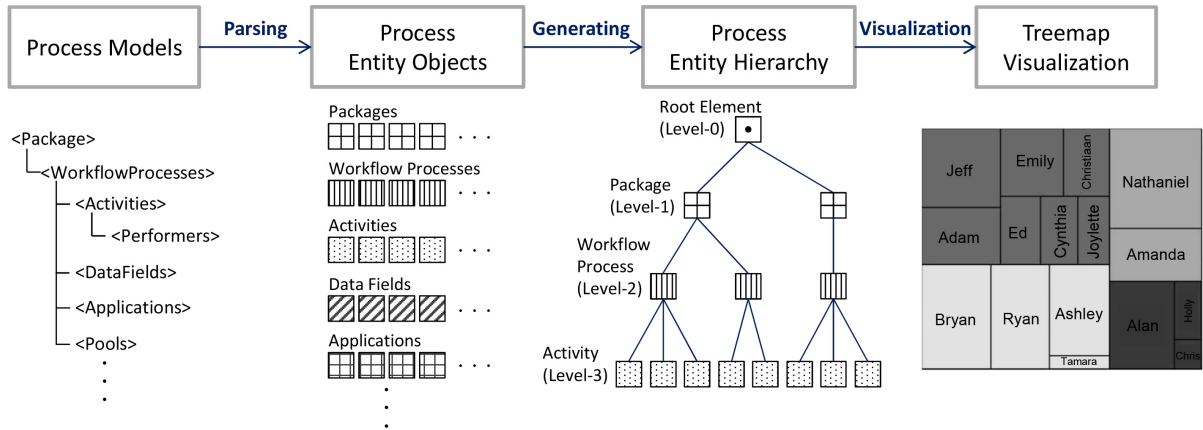 Process Models
Parsing
Process
Entity Objects
Generating
Process
Entity Hierarchy
Visualization
Treemap
Visualization
<Package>
<WorkflowProcesses>
<Activities>
<Performers>
<DataFields>
<Applications>
<Pools>
Packages
Workflow Processes
Activities
Data Fields
Applications
Root Element
(Level-0)
Package
(Level-1)
Workflow
Process
(Level-2)
Activity
(Level-3)
Jeff
Emily
Christiaan
Nathaniel
Adam
Ed
Cynthia
Joylette
Amanda
Bryan
Ryan
Ashley
Tamara
Alan
Holly
Chris